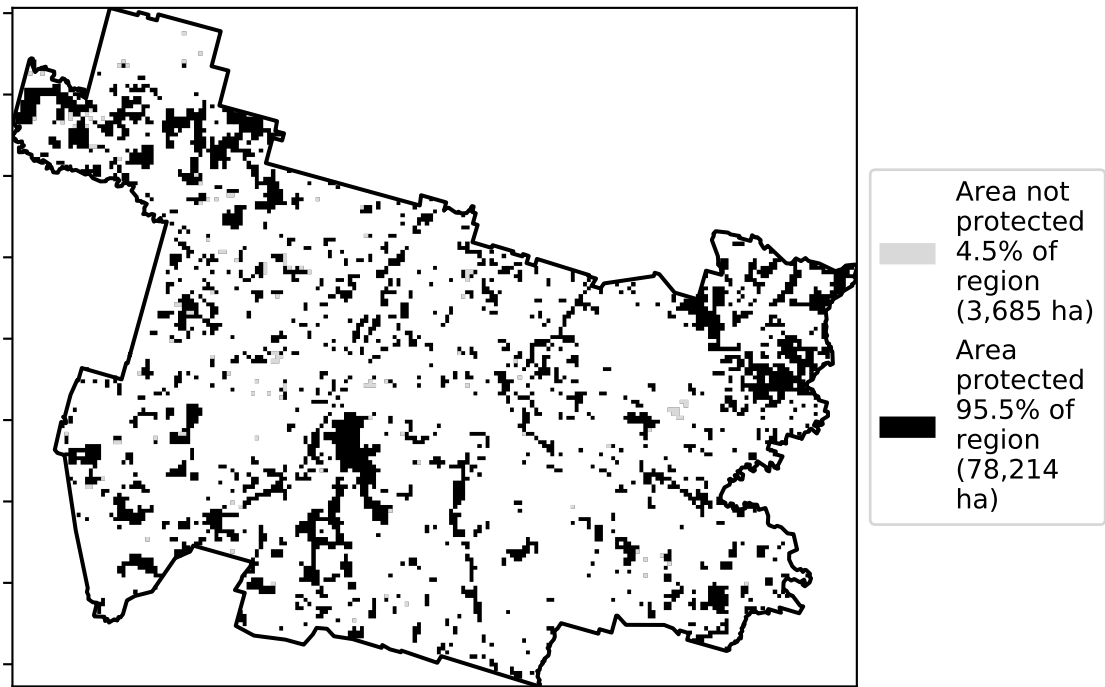 Area not
protected
4.5% of
region
(3,685 ha)
Area
protected
95.5% of
region
(78,214
ha)